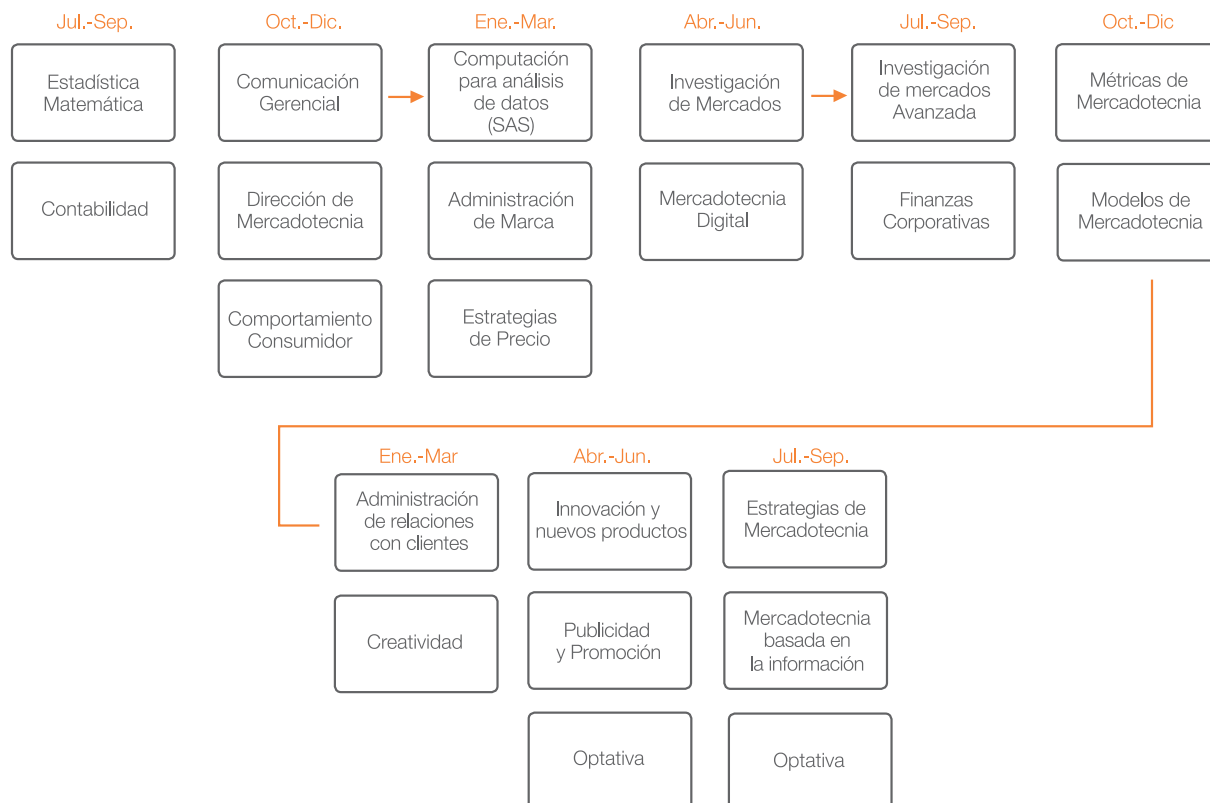 Jul.-Sep.
Estadística
Matemática
Contabilidad
Oct.-Dic.
Comunicación
Gerencial
Dirección de
Mercadotecnia
Comportamiento
Consumidor
Ene.-Mar.
Computación
para análisis
de datos
(SAS)
Administración
de Marca
Estrategias
de Precio
Abr.-Jun.
Investigación
de Mercados
Mercadotecnia
Digital
Jul.-Sep.
Investigación
de mercados
Avanzada
Finanzas
Corporativas
Oct.-Dic
Métricas de
Mercadotecnia
Modelos de
Mercadotecnia
Ene.-Mar
Administración
de relaciones
con clientes
Creatividad
Abr.-Jun.
Innovación y
nuevos productos
Publicidad
y Promoción
Optativa
Jul.-Sep.
Estrategias de
Mercadotecnia
Mercadotecnia
basada en
la información
Optativa